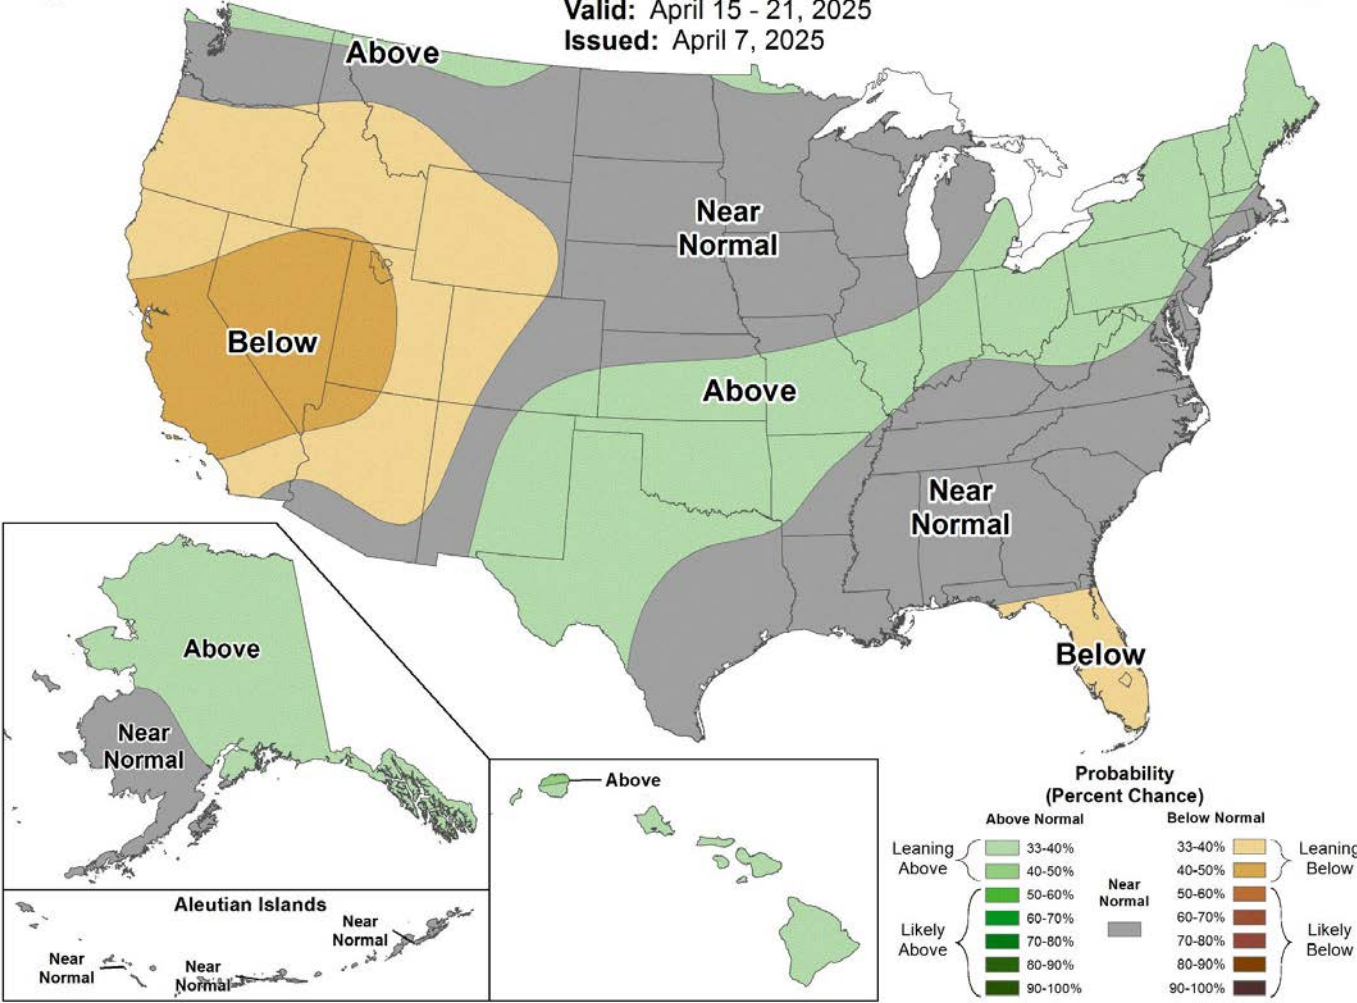 Valid: April 15 - 21, 2025
Issued: April 7, 2025
Above
Near
Normal
Below
Above
Near
Normal
Below
Above
Near
Normal
Above
Aleutian Islands
Near
Normal
Near
Normal
Near
Normal
Probability
(Percent Chance)
Above Normal
Below Normal
Leaning
Above
33-40%
40-50%
50-60%
60-70%
70-80%
80-90%
90-100%
Likely
Above
Near
Normal
33-40%
40-50%
50-60%
60-70%
70-80%
80-90%
90-100%
Leaning
Below
Likely
Below